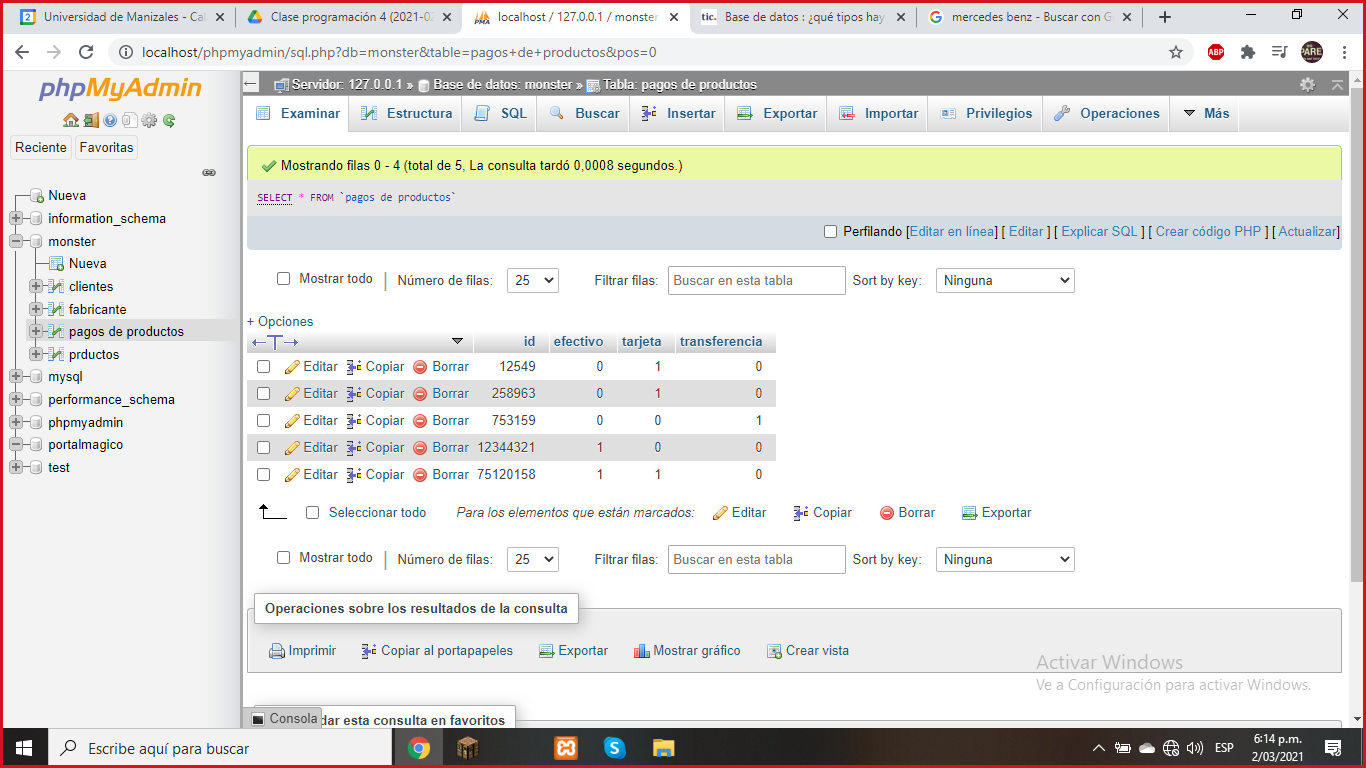 Universidad de Manizales - Cal
Clase programación 4 (2021-02
localhost / 127.0.0.1 / monster
tic.
Base de datos : ¿qué tipos hay
mercedes benz - Buscar con G
localhost/phpmyadmin/sql.php?db=monster&table=pagos+de+productos&pos=0
ABP
phpMyAdmin
Reciente
Favoritas
Nueva
information_schema
monster
Nueva
clientes
fabricante
pagos de productos
prductos
mysql
performance_schema
phpmyadmin
portalmagico
test
Servidor: 127.0.0.1 » Base de datos: monster » Tabla: pagos de productos
Examinar Estructura SQL Buscar Insertar Exportar Importar Privilegios Operaciones Más
Mostrando filas 0 - 4 (total de 5, La consulta tardó 0,0008 segundos.)
SELECT * FROM `pagos de productos`
Perfilando [Editar en línea] [ Editar ] [ Explicar SQL ] [ Crear código PHP ] [ Actualizar]
Mostrar todo | Número de filas: 25 Filtrar filas: Buscar en esta tabla Sort by key: Ninguna
+ Opciones
id efectivo tarjeta transferencia
Editar Copiar Borrar 12549 0 1 0
Editar Copiar Borrar 258963 0 1 0
Editar Copiar Borrar 753159 0 0 1
Editar Copiar Borrar 12344321 1 0 0
Editar Copiar Borrar 75120158 1 1 0
Seleccionar todo Para los elementos que están marcados: Editar Copiar Borrar Exportar
Mostrar todo | Número de filas: 25 Filtrar filas: Buscar en esta tabla Sort by key: Ninguna
Operaciones sobre los resultados de la consulta
Imprimir Copiar al portapapeles Exportar Mostrar gráfico Crear vista
Activar Windows
Ve a Configuración para activar Windows.
Consola
dar esta consulta en favoritos
Escribe aquí para buscar
ESP
6:14 p.m.
2/03/2021